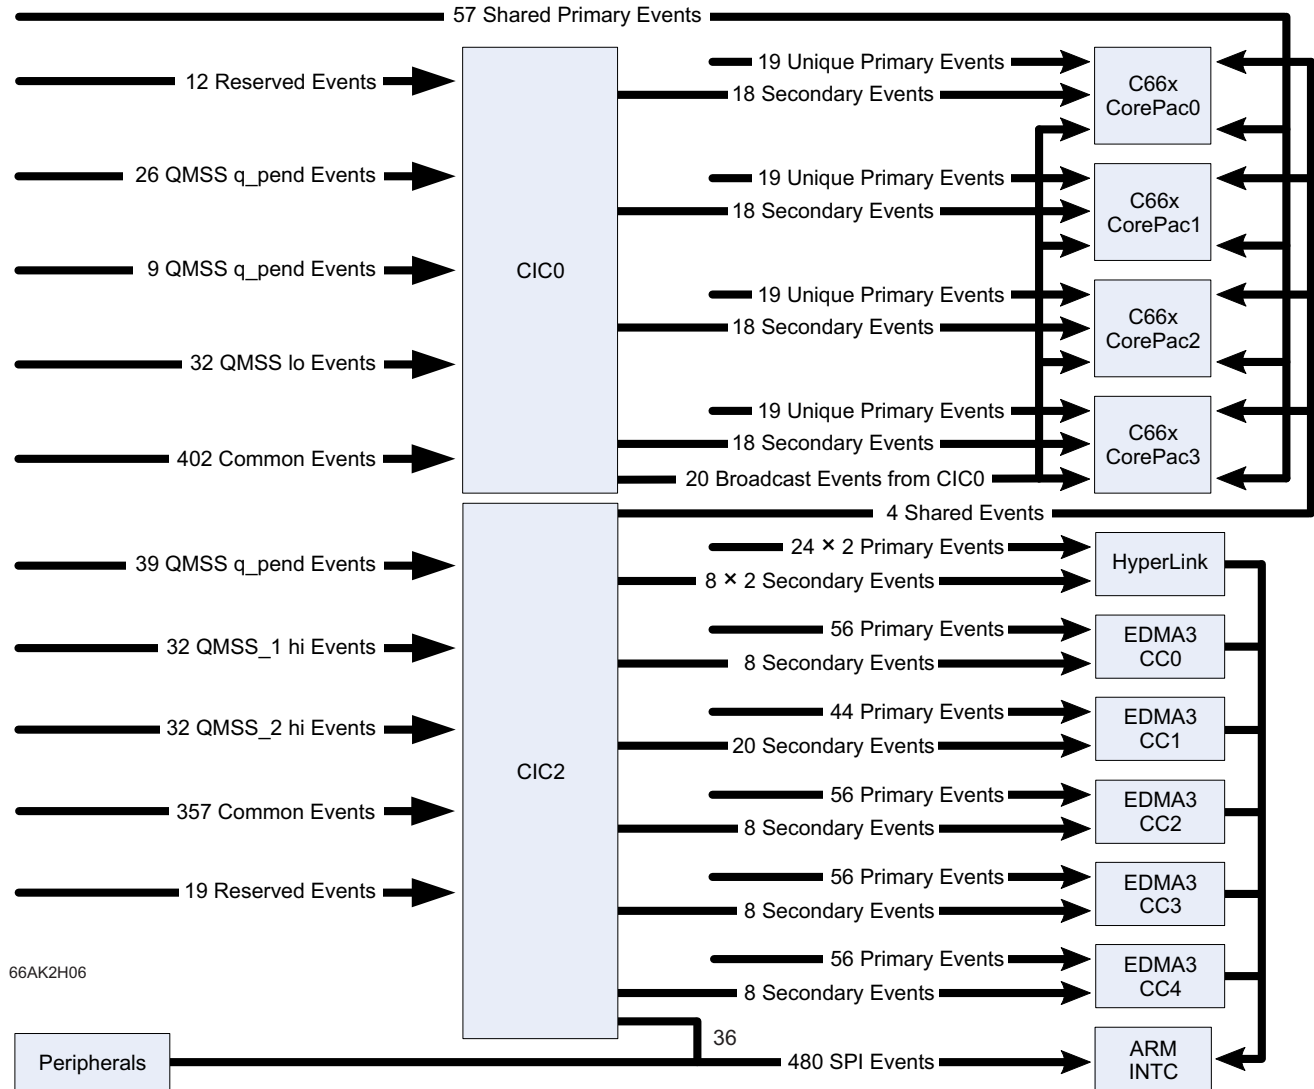 57 Shared Primary Events
12 Reserved Events
26 QMSS q_pend Events
9 QMSS q_pend Events
32 QMSS lo Events
402 Common Events
CIC0
19 Unique Primary Events
18 Secondary Events
C66x
CorePac0
19 Unique Primary Events
18 Secondary Events
C66x
CorePac1
19 Unique Primary Events
18 Secondary Events
C66x
CorePac2
19 Unique Primary Events
18 Secondary Events
C66x
CorePac3
20 Broadcast Events from CIC0
4 Shared Events
39 QMSS q_pend Events
32 QMSS_1 hi Events
32 QMSS_2 hi Events
357 Common Events
19 Reserved Events
CIC2
24 × 2 Primary Events
8 × 2 Secondary Events
HyperLink
56 Primary Events
8 Secondary Events
EDMA3
CC0
44 Primary Events
20 Secondary Events
EDMA3
CC1
56 Primary Events
8 Secondary Events
EDMA3
CC2
56 Primary Events
8 Secondary Events
EDMA3
CC3
56 Primary Events
8 Secondary Events
EDMA3
CC4
66AK2H06
Peripherals
36
480 SPI Events
ARM
INTC